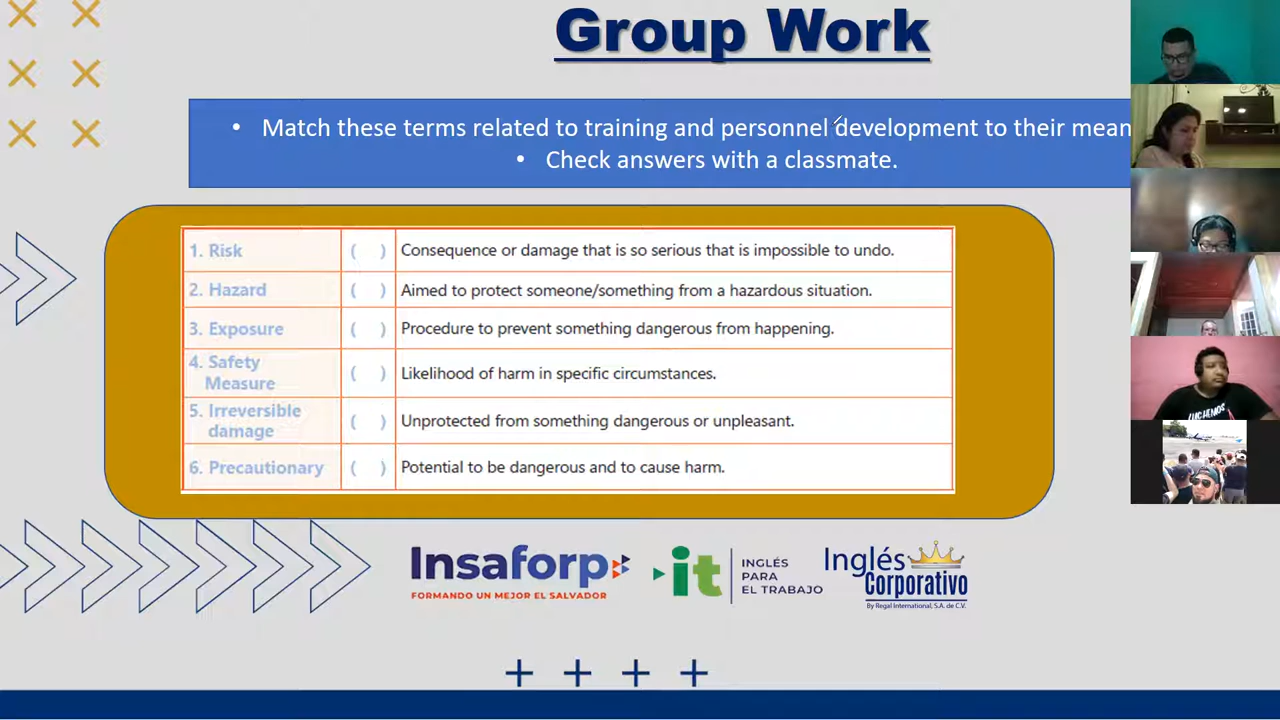 Group Work
• Match these terms related to training and personnel development to their mean
• Check answers with a classmate.
1. Risk ( ) Consequence or damage that is so serious that is impossible to undo.
2. Hazard ( ) Aimed to protect someone/something from a hazardous situation.
3. Exposure ( ) Procedure to prevent something dangerous from happening.
4. Safety
Measure ( ) Likelihood of harm in specific circumstances.
5. Irreversible
damage ( ) Unprotected from something dangerous or unpleasant.
6. Precautionary ( ) Potential to be dangerous and to cause harm.
Insaforp
FORMANDO UN MEJOR EL SALVADOR
it
INGLÉS
PARA
EL TRABAJO
Inglés
Corporativo
By Regal International, S.A. de C.V.
LUCHEMOS